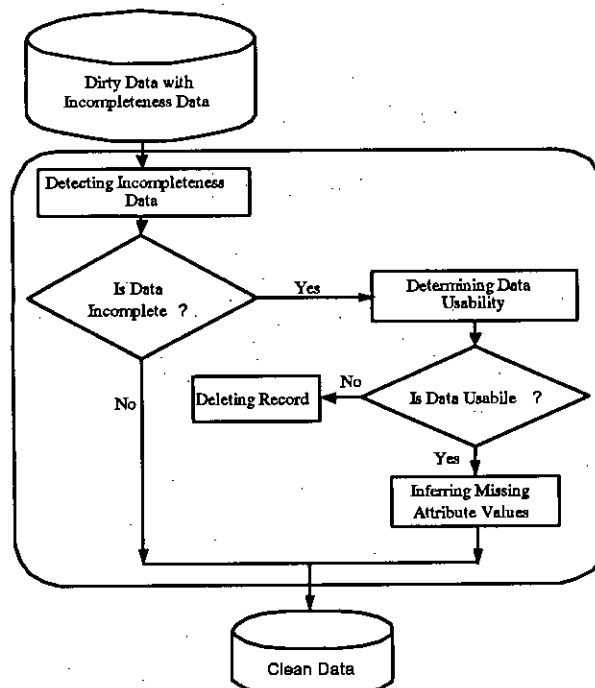 Dirty Data with
Incompleteness Data
Detecting Incompleteness
Data
Is Data
Incomplete ?
Yes
Determining Data
Usability
No
Deleting Record
No
Is Data Usabile ?
Yes
Inferring Missing
Attribute Values
Clean Data